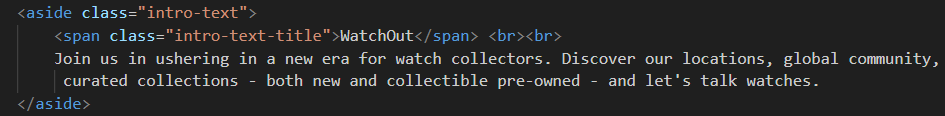 <aside class="intro-text">
<span class="intro-text-title">WatchOut</span> <br><br>
Join us in ushering in a new era for watch collectors. Discover our locations, global community,
curated collections - both new and collectible pre-owned - and let's talk watches.
</aside>